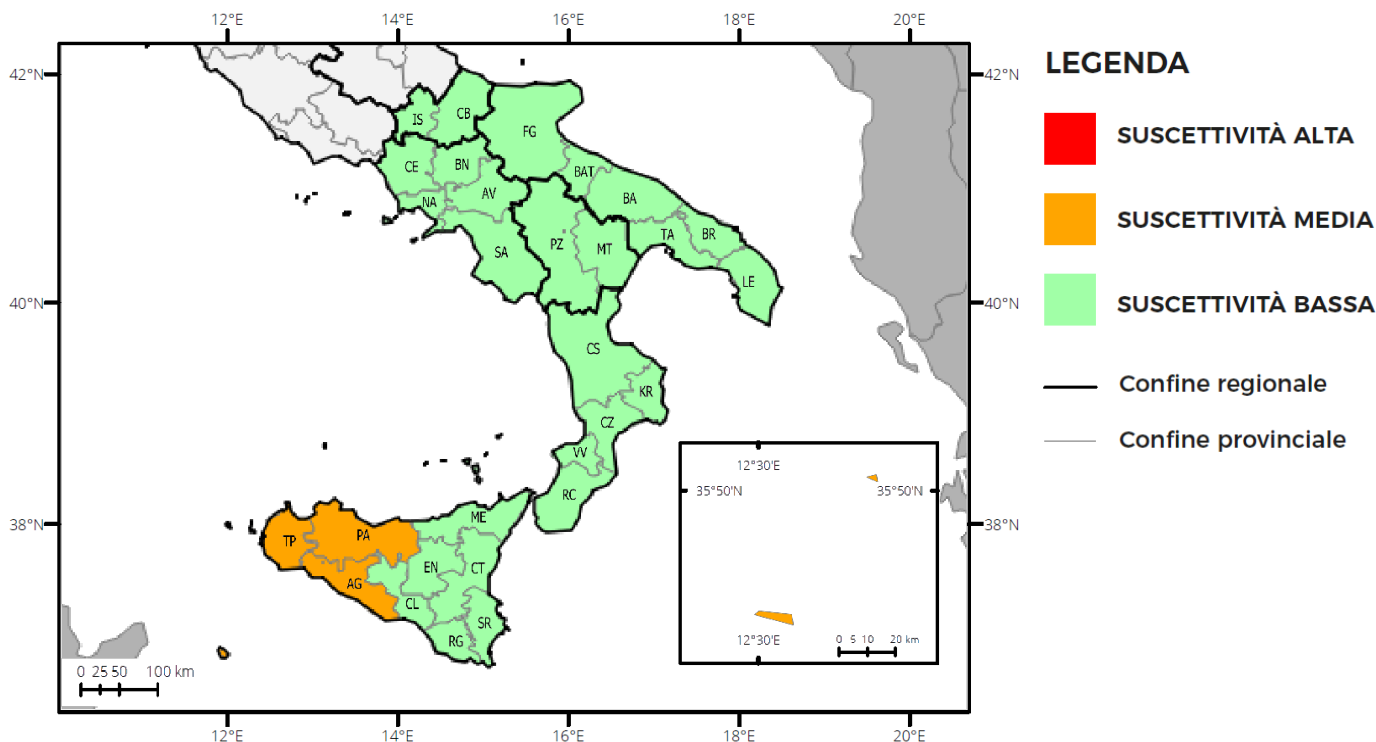 12°E 14°E 16°E 18°E 20°E
42°N 42°N
40°N 40°N
38°N 38°N
12°E 14°E 16°E 18°E 20°E
IS
CB
FG
CE
BN
BAT
AV
NA
BA
SA
PZ
MT
TA
BR
LE
CS
KR
CZ
VV
RC
ME
TP
PA
EN
CT
AG
CL
SR
RG
0 25 50 100 km
12°30'E
35°50'N 35°50'N
12°30'E
0 5 10 20 km
LEGENDA
SUSCETTIVITÀ ALTA
SUSCETTIVITÀ MEDIA
SUSCETTIVITÀ BASSA
Confine regionale
Confine provinciale